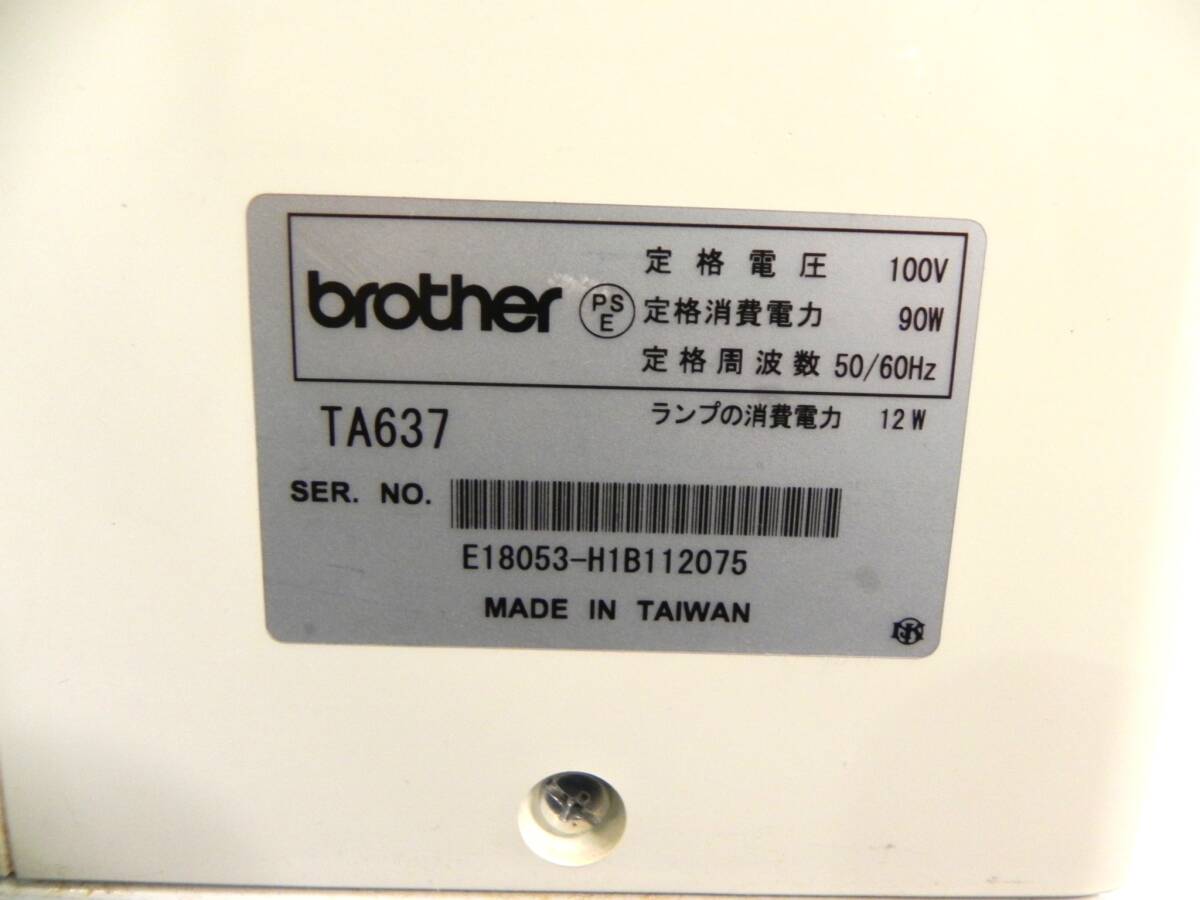 brother
PS
E
定格電圧 100V
定格消費電力 90W
定格周波数 50/60Hz
ランプの消費電力 12W
TA637
SER. NO.
E18053-H1B112075
MADE IN TAIWAN